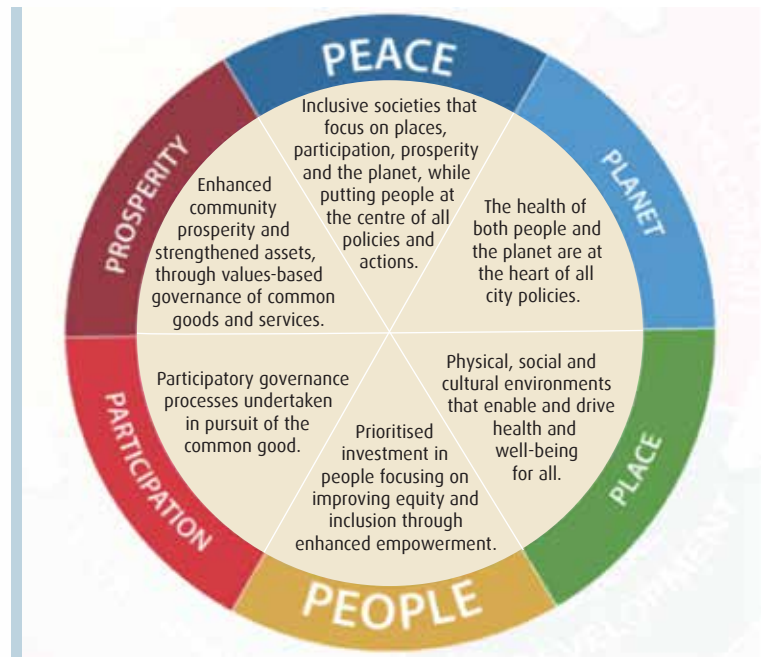 PEACE
Inclusive societies that
focus on places,
participation, prosperity
and the planet, while
putting people at
the centre of all
policies and
actions.
PLANET
The health of
both people and
the planet are at
the heart of all
city policies.
PLACE
Physical, social and
cultural environments
that enable and drive
health and
well-being
for all.
PEOPLE
Prioritised
investment in
people focusing on
improving equity and
inclusion through
enhanced empowerment.
PARTICIPATION
Participatory governance
processes undertaken
in pursuit of the
common good.
PROSPERITY
Enhanced
community
prosperity and
strengthened assets,
through values-based
governance of common
goods and services.